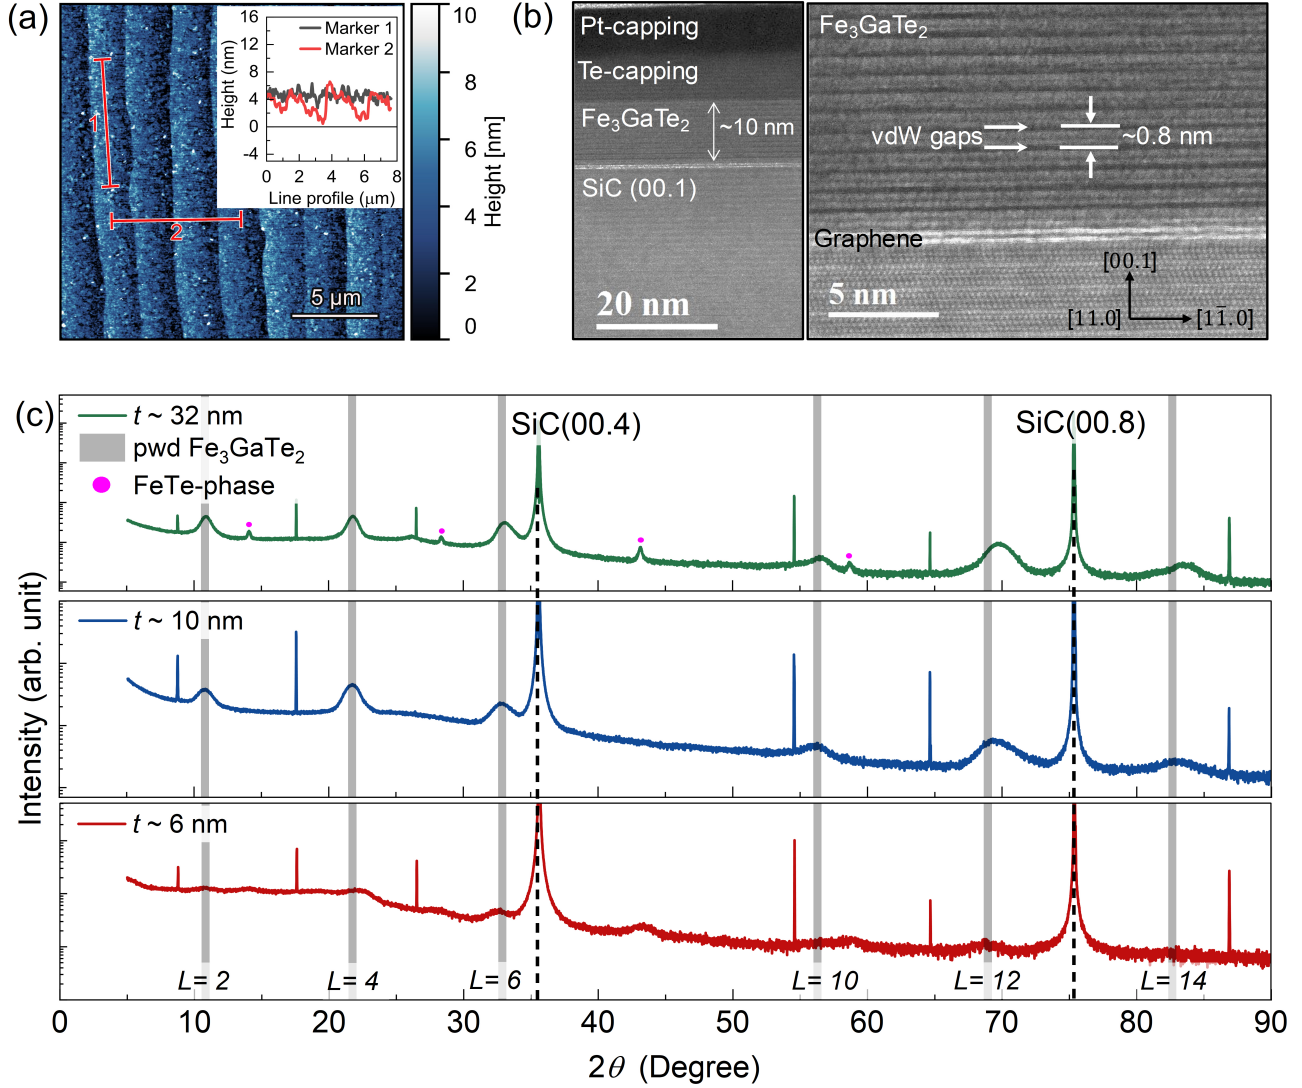 (a)
16
12
8
4
0
-4
Height (nm)
Marker 1
Marker 2
0 2 4 6 8
Line profile (μm)
1
2
5 μm
10
8
6
4
2
0
Height [nm]
(b)
Pt-capping
Te-capping
Fe₃GaTe₂
~10 nm
SiC (00.1)
20 nm
Fe₃GaTe₂
vdW gaps
~0.8 nm
Graphene
[00.1]
5 nm
[11.0]
[11̅.0]
(c)
t ~ 32 nm
pwd Fe₃GaTe₂
FeTe-phase
SiC(00.4)
SiC(00.8)
t ~ 10 nm
t ~ 6 nm
Intensity (arb. unit)
L= 2 L= 4 L= 6 L= 10 L= 12 L= 14
0 10 20 30 40 50 60 70 80 90
2θ (Degree)